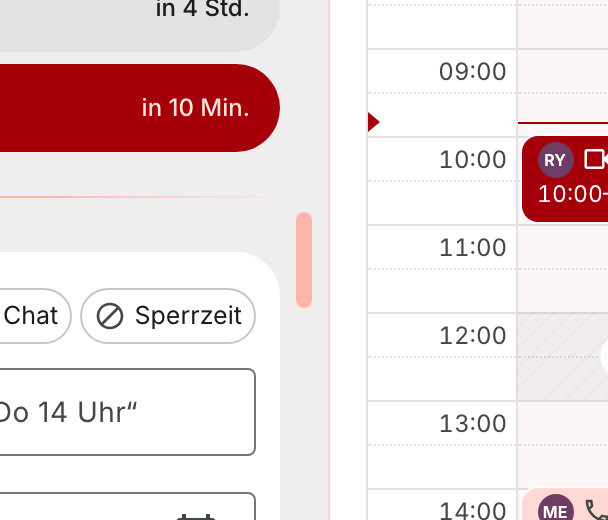 in 4 Std.
in 10 Min.
Chat
Sperrzeit
Do 14 Uhr“
09:00
10:00
RY
10:00–
11:00
12:00
13:00
14:00
ME